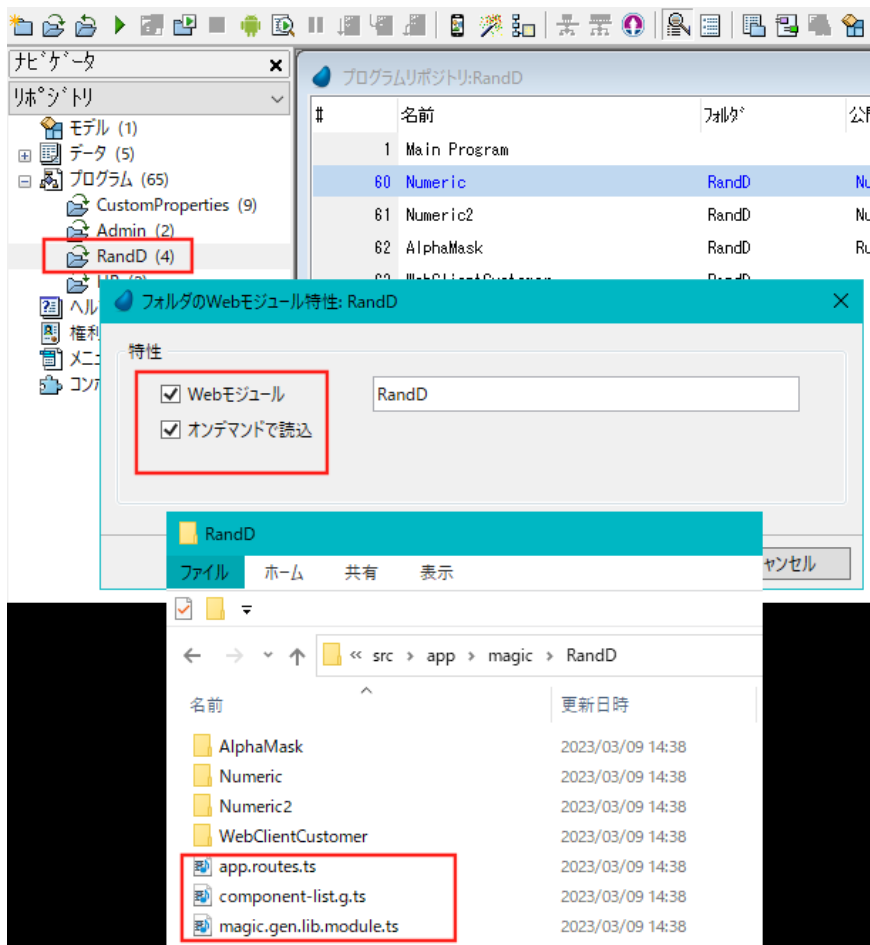 ナビゲータ
リポジトリ
モデル (1)
データ (5)
プログラム (65)
CustomProperties (9)
Admin (2)
RandD (4)
プログラムリポジトリ:RandD
# 名前 フォルダ
1 Main Program
60 Numeric RandD Nu
61 Numeric2 RandD Nu
62 AlphaMask RandD Ru
フォルダのWebモジュール特性: RandD
特性
Webモジュール RandD
オンデマンドで読込
ャンセル
RandD
ファイル ホーム 共有 表示
« src › app › magic › RandD
名前 更新日時
AlphaMask 2023/03/09 14:38
Numeric 2023/03/09 14:38
Numeric2 2023/03/09 14:38
WebClientCustomer 2023/03/09 14:38
app.routes.ts 2023/03/09 14:38
component-list.g.ts 2023/03/09 14:38
magic.gen.lib.module.ts 2023/03/09 14:38